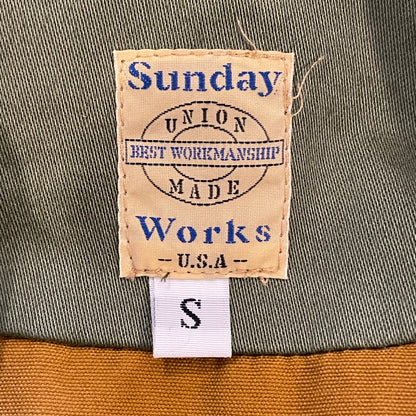 Sunday
UNION
BEST WORKMANSHIP
MADE
Works
-- U.S.A --
S